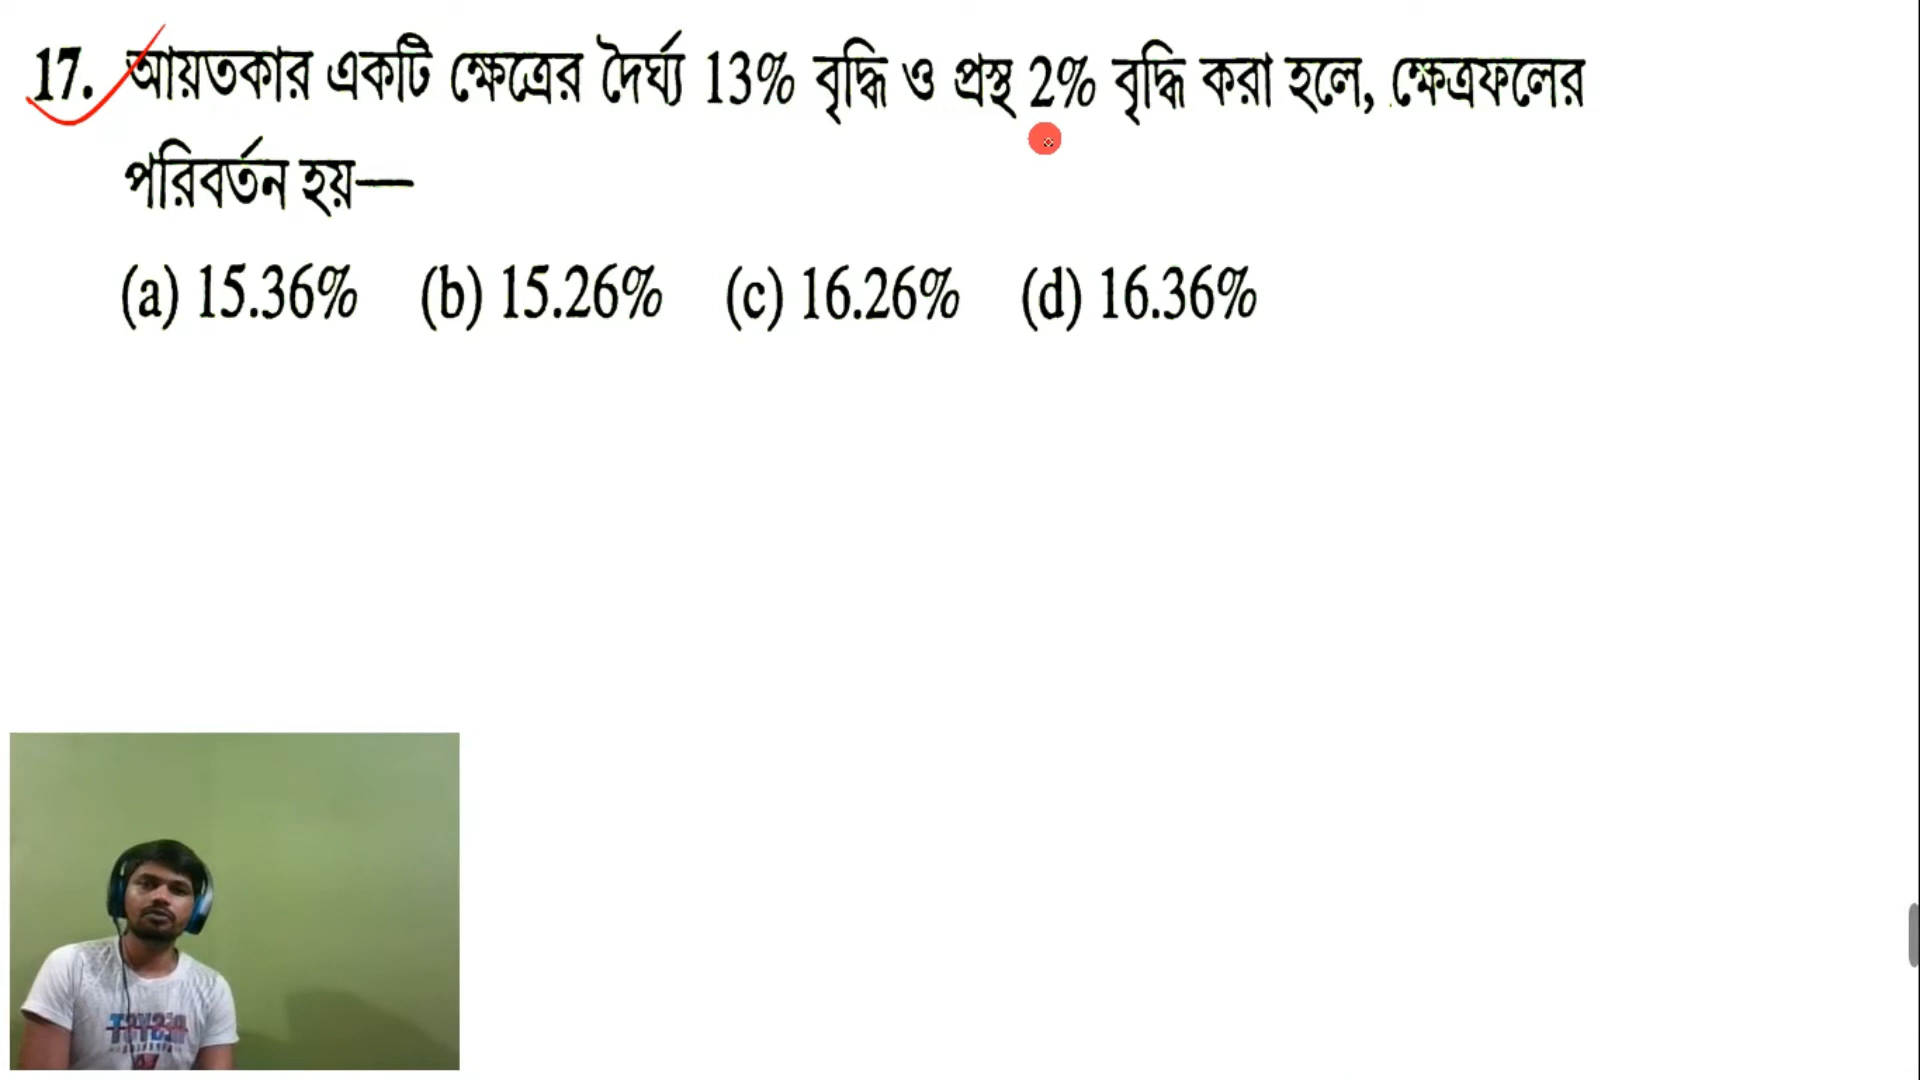 17. আয়তকার একটি ক্ষেত্রের দৈর্ঘ্য 13% বৃদ্ধি ও প্রস্থ 2% বৃদ্ধি করা হলে, ক্ষেত্রফলের
পরিবর্তন হয়—
(a) 15.36% (b) 15.26% (c) 16.26% (d) 16.36%